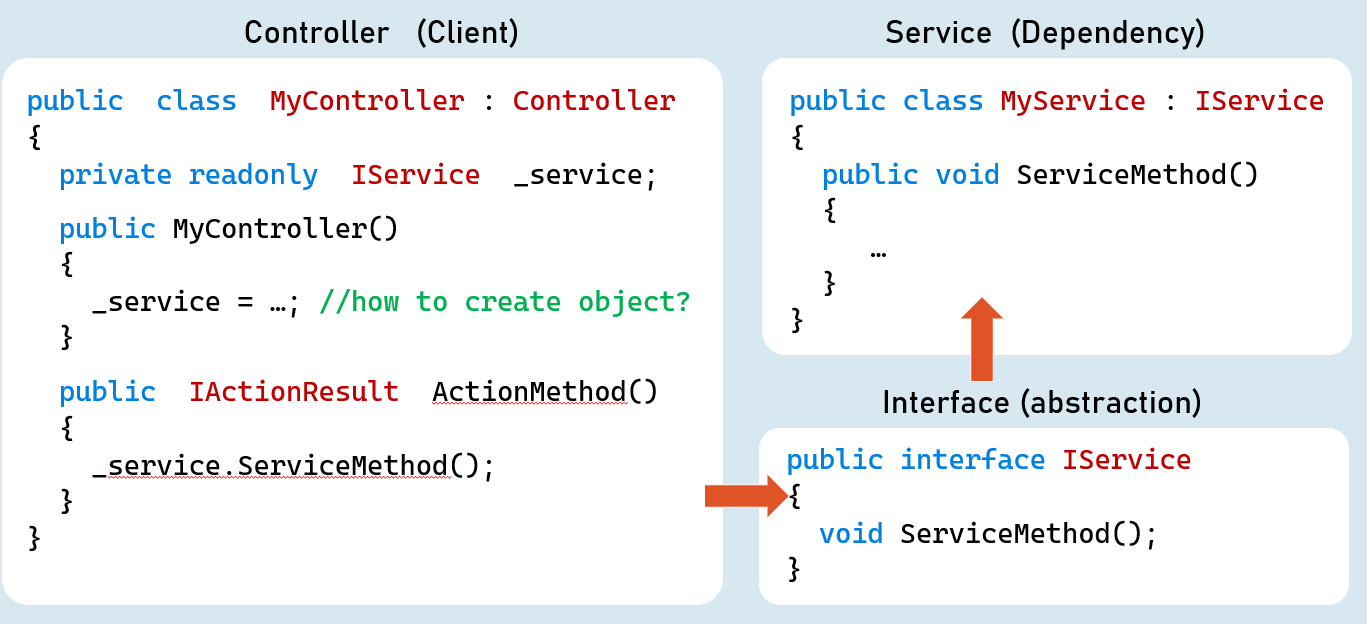 Controller (Client)
public class MyController : Controller
{
private readonly IService _service;
public MyController()
{
_service = …; //how to create object?
}
public IActionResult ActionMethod()
{
_service.ServiceMethod();
}
}
Service (Dependency)
public class MyService : IService
{
public void ServiceMethod()
{
…
}
}
Interface (abstraction)
public interface IService
{
void ServiceMethod();
}